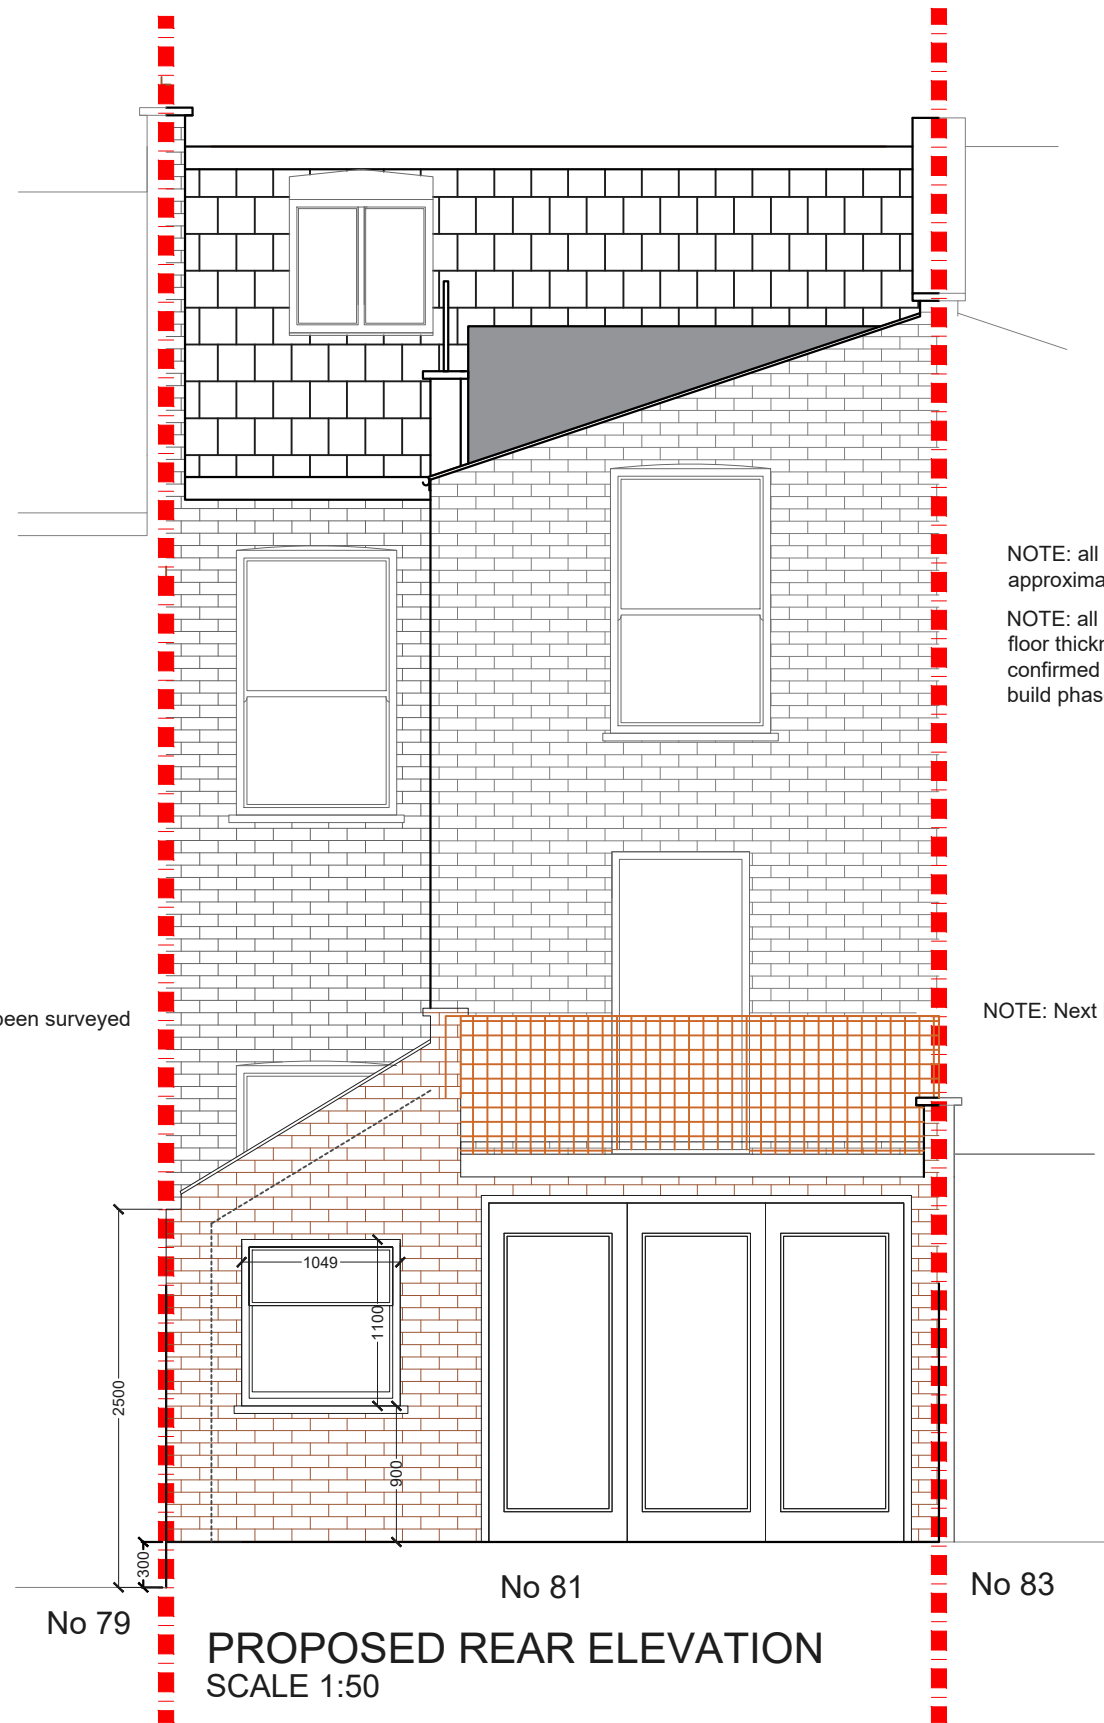 NOTE: all
approxima
NOTE: all
floor thickn
confirmed
build phas
been surveyed
NOTE: Next
1049
1100
2500
900
300
No 81
No 83
No 79
PROPOSED REAR ELEVATION
SCALE 1:50